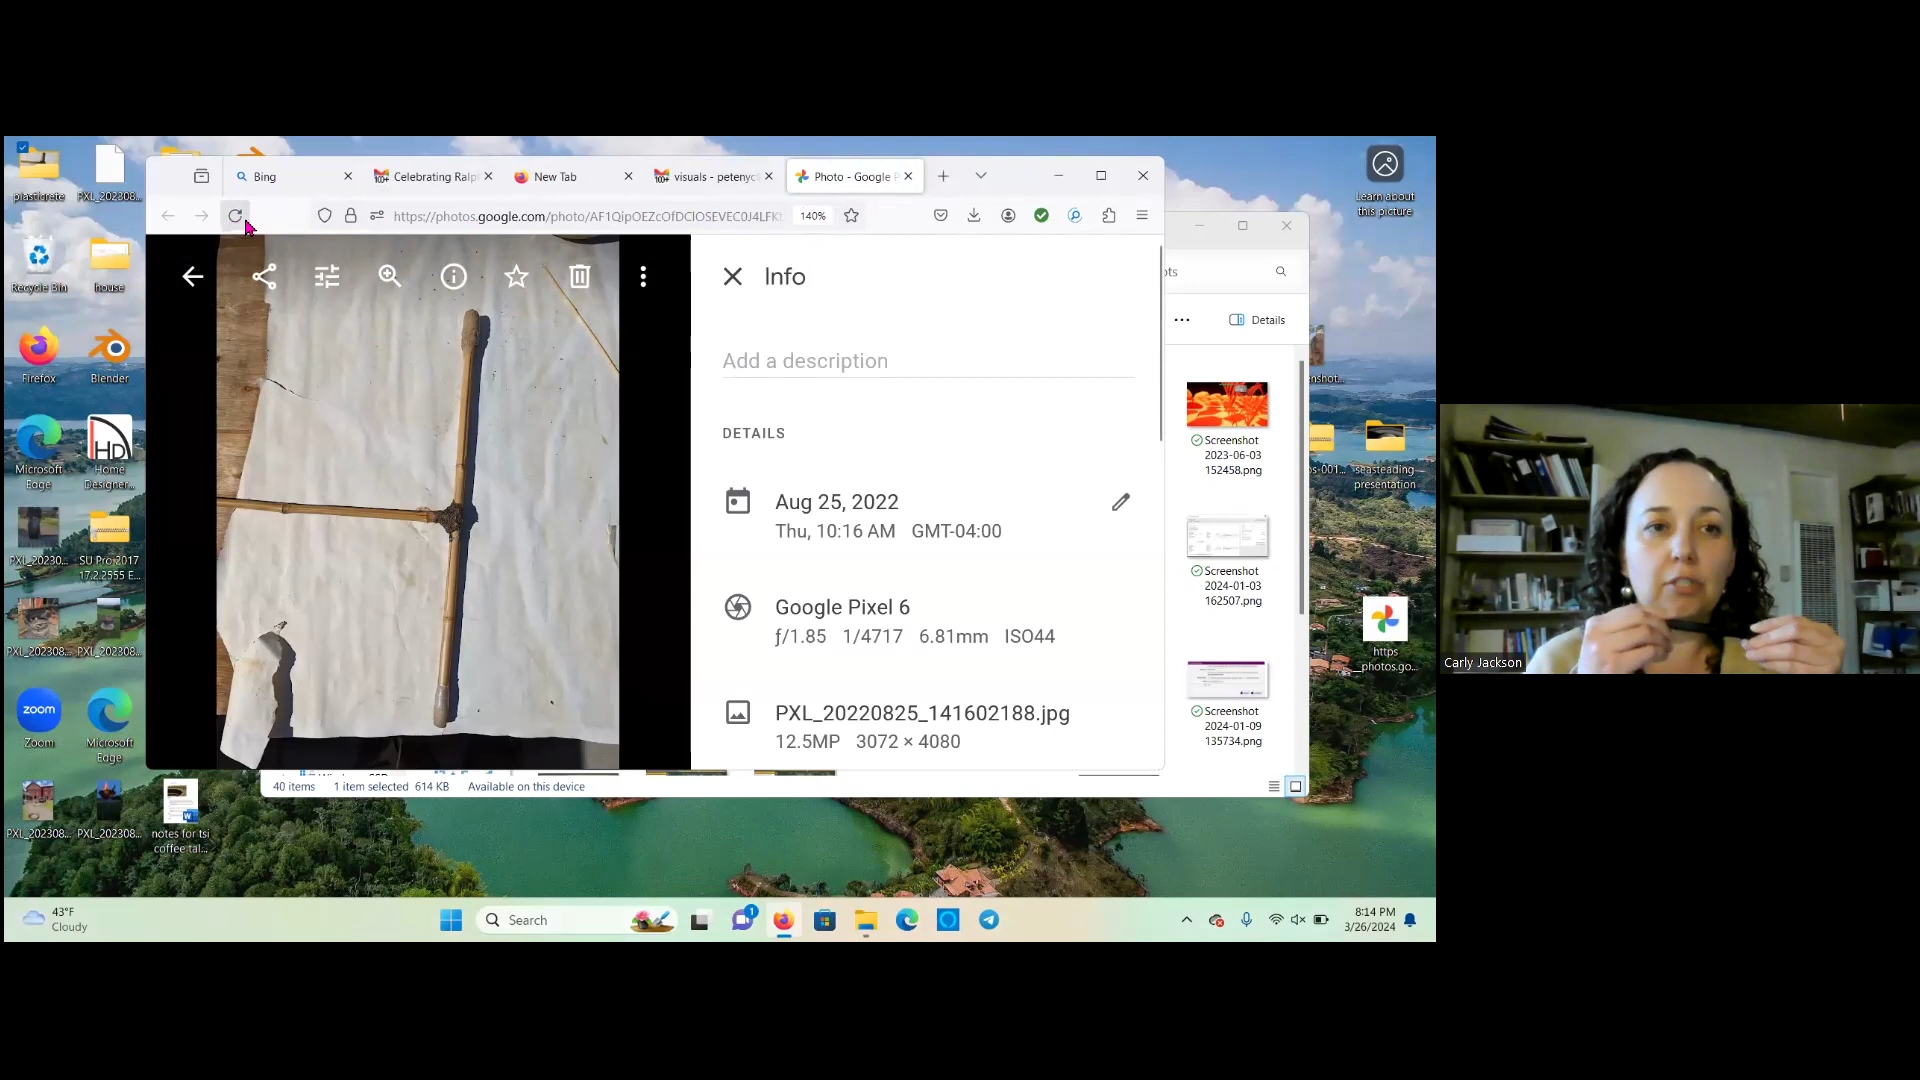 Bing
Celebrating Ralp
New Tab
visuals - petenyc
Photo - Google P
https://photos.google.com/photo/AF1QipOEZcOfDClOSEVEC0J4LFK
140%
Info
Add a description
DETAILS
Aug 25, 2022
Thu, 10:16 AM GMT-04:00
Google Pixel 6
ƒ/1.85 1/4717 6.81mm ISO44
PXL_20220825_141602188.jpg
12.5MP 3072 × 4080
40 items 1 item selected 614 KB Available on this device
Details
Screenshot
2023-06-03
152458.png
Screenshot
2024-01-03
162507.png
Screenshot
2024-01-09
135734.png
Learn about
this picture
seasteading
presentation
https
_photos.go...
plasticrete
PXL_202308...
Recycle Bin
house
Firefox
Blender
HD
Microsoft
Edge
Home
Designer...
PXL_20230...
SU Pro 2017
17.2.2555 E...
PXL_202308...
PXL_202308...
zoom
Zoom
Microsoft
Edge
PXL_202308...
PXL_202308...
notes for tsi
coffee tal...
43°F
Cloudy
Search
1
8:14 PM
3/26/2024
Carly Jackson